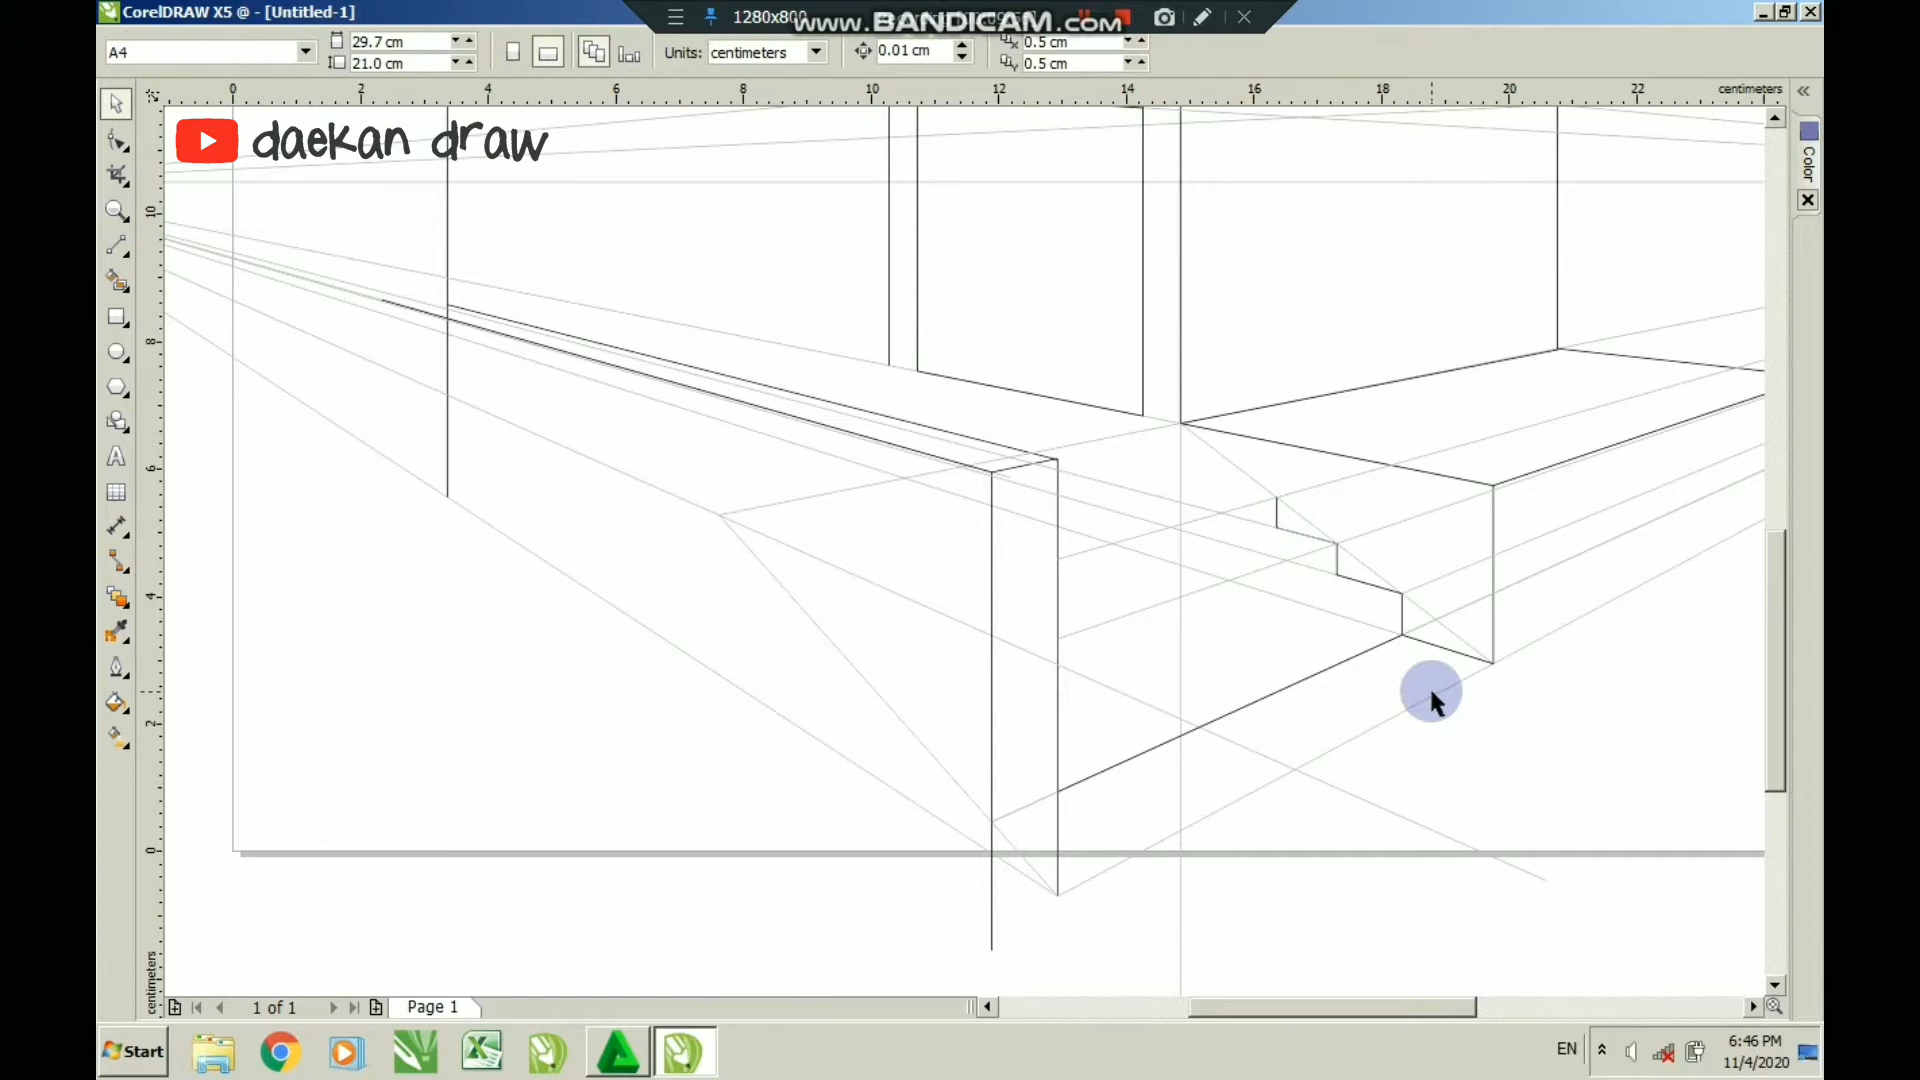 CorelDRAW X5 @ - [Untitled-1]
1280x800
www.BANDICAM.com
A4
29.7 cm
21.0 cm
Units: centimeters
0.01 cm
0.5 cm
0.5 cm
0 2 4 6 8 10 12 14 16 18 20 22 centimeters
daekan draw
Color
10
8
6
4
2
0
centimeters
1 of 1
Page 1
Start
EN
6:46 PM
11/4/2020